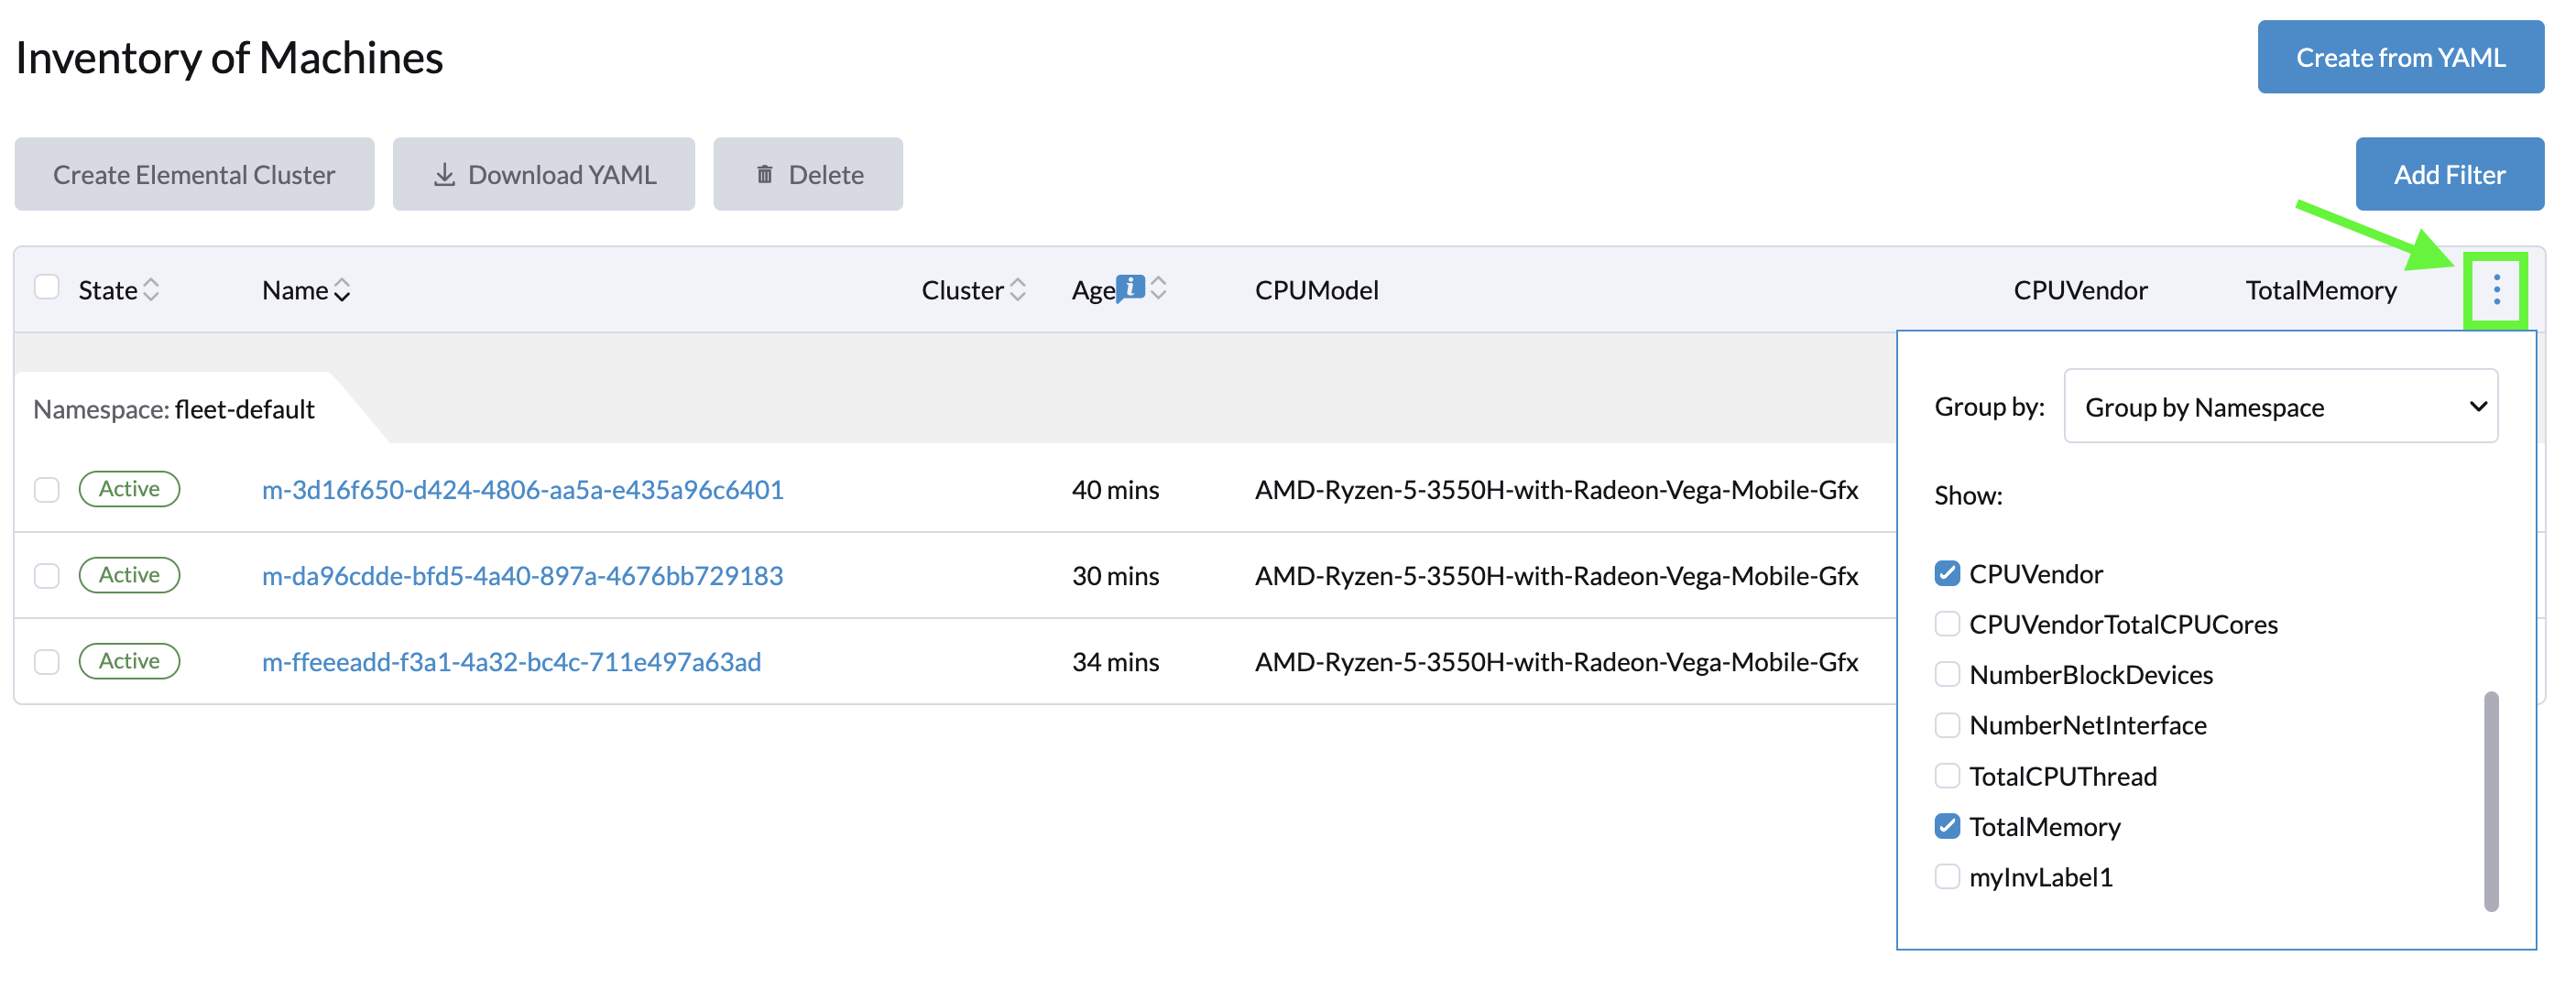 Inventory of Machines
Create from YAML
Create Elemental Cluster
Download YAML
Delete
Add Filter
State Name Cluster Age i CPUModel CPUVendor TotalMemory
Namespace: fleet-default
Group by: Group by Namespace
Active m-3d16f650-d424-4806-aa5a-e435a96c6401 40 mins AMD-Ryzen-5-3550H-with-Radeon-Vega-Mobile-Gfx
Active m-da96cdde-bfd5-4a40-897a-4676bb729183 30 mins AMD-Ryzen-5-3550H-with-Radeon-Vega-Mobile-Gfx
Active m-ffeeeadd-f3a1-4a32-bc4c-711e497a63ad 34 mins AMD-Ryzen-5-3550H-with-Radeon-Vega-Mobile-Gfx
Show:
CPUVendor
CPUVendorTotalCPUCores
NumberBlockDevices
NumberNetInterface
TotalCPUThread
TotalMemory
myInvLabel1